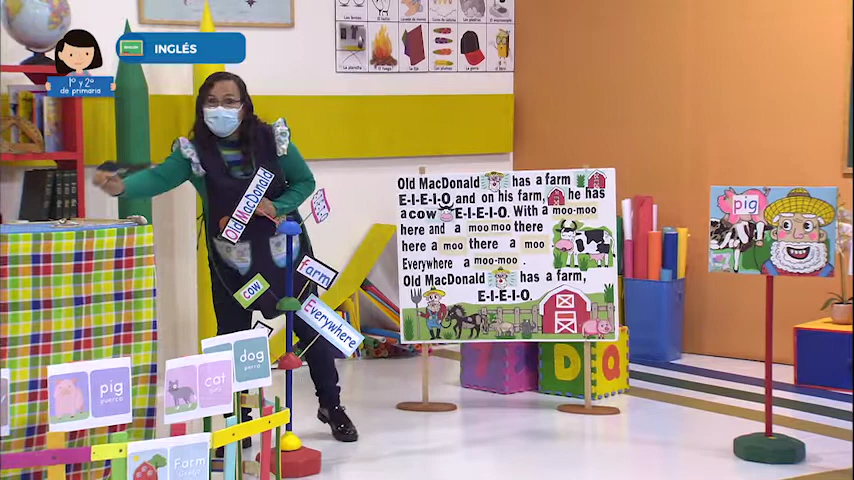 INGLÉS
1º y 2º
de primaria
Old MacDonald
cow
farm
Everywhere
Old MacDonald has a farm
E-I-E-I-O and on his farm, he has
a cow E-I-E-I-O. With a moo-moo
here and a moo moo there
here a moo there a moo
Everywhere a moo-moo.
Old MacDonald has a farm,
E-I-E-I-O.
pig
pig
puerco
cat
gato
dog
perro
Farm